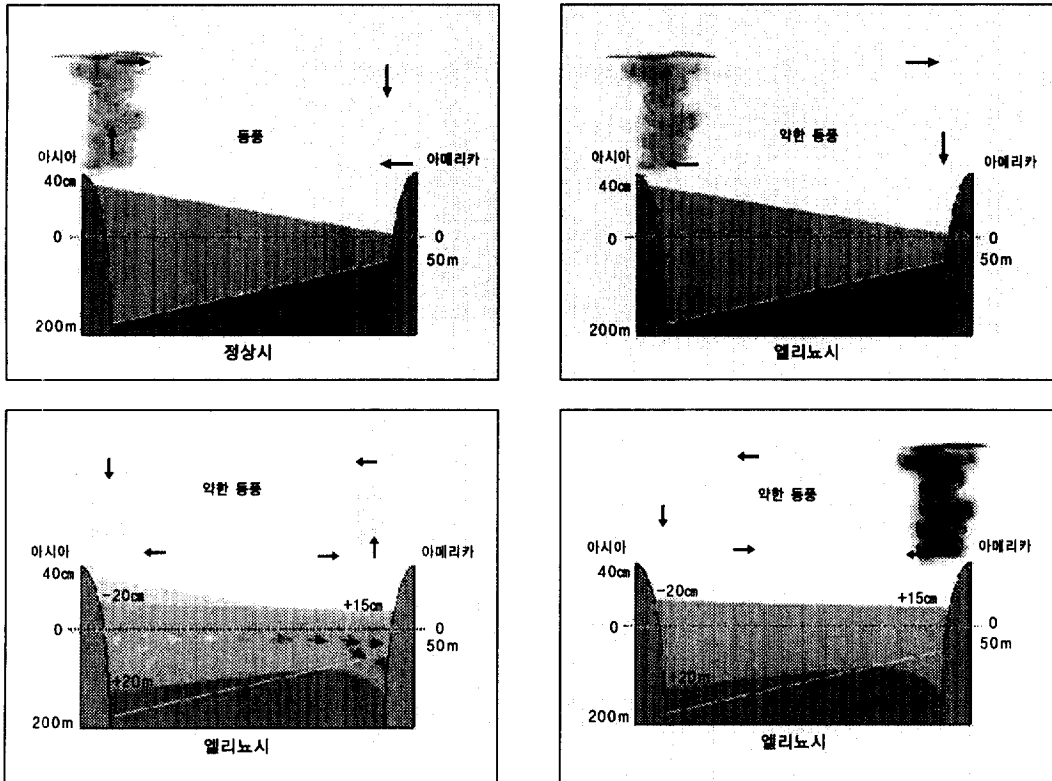 동풍
아시아
아메리카
40cm
0
0
50m
200m
정상시
약한 동풍
아시아
아메리카
40cm
0
0
50m
200m
엘리뇨시
약한 동풍
아시아
아메리카
40cm
-20cm
+15cm
0
0
50m
+20m
200m
엘리뇨시
약한 동풍
아시아
아메리카
40cm
-20cm
+15cm
0
0
50m
-20m
200m
엘리뇨시